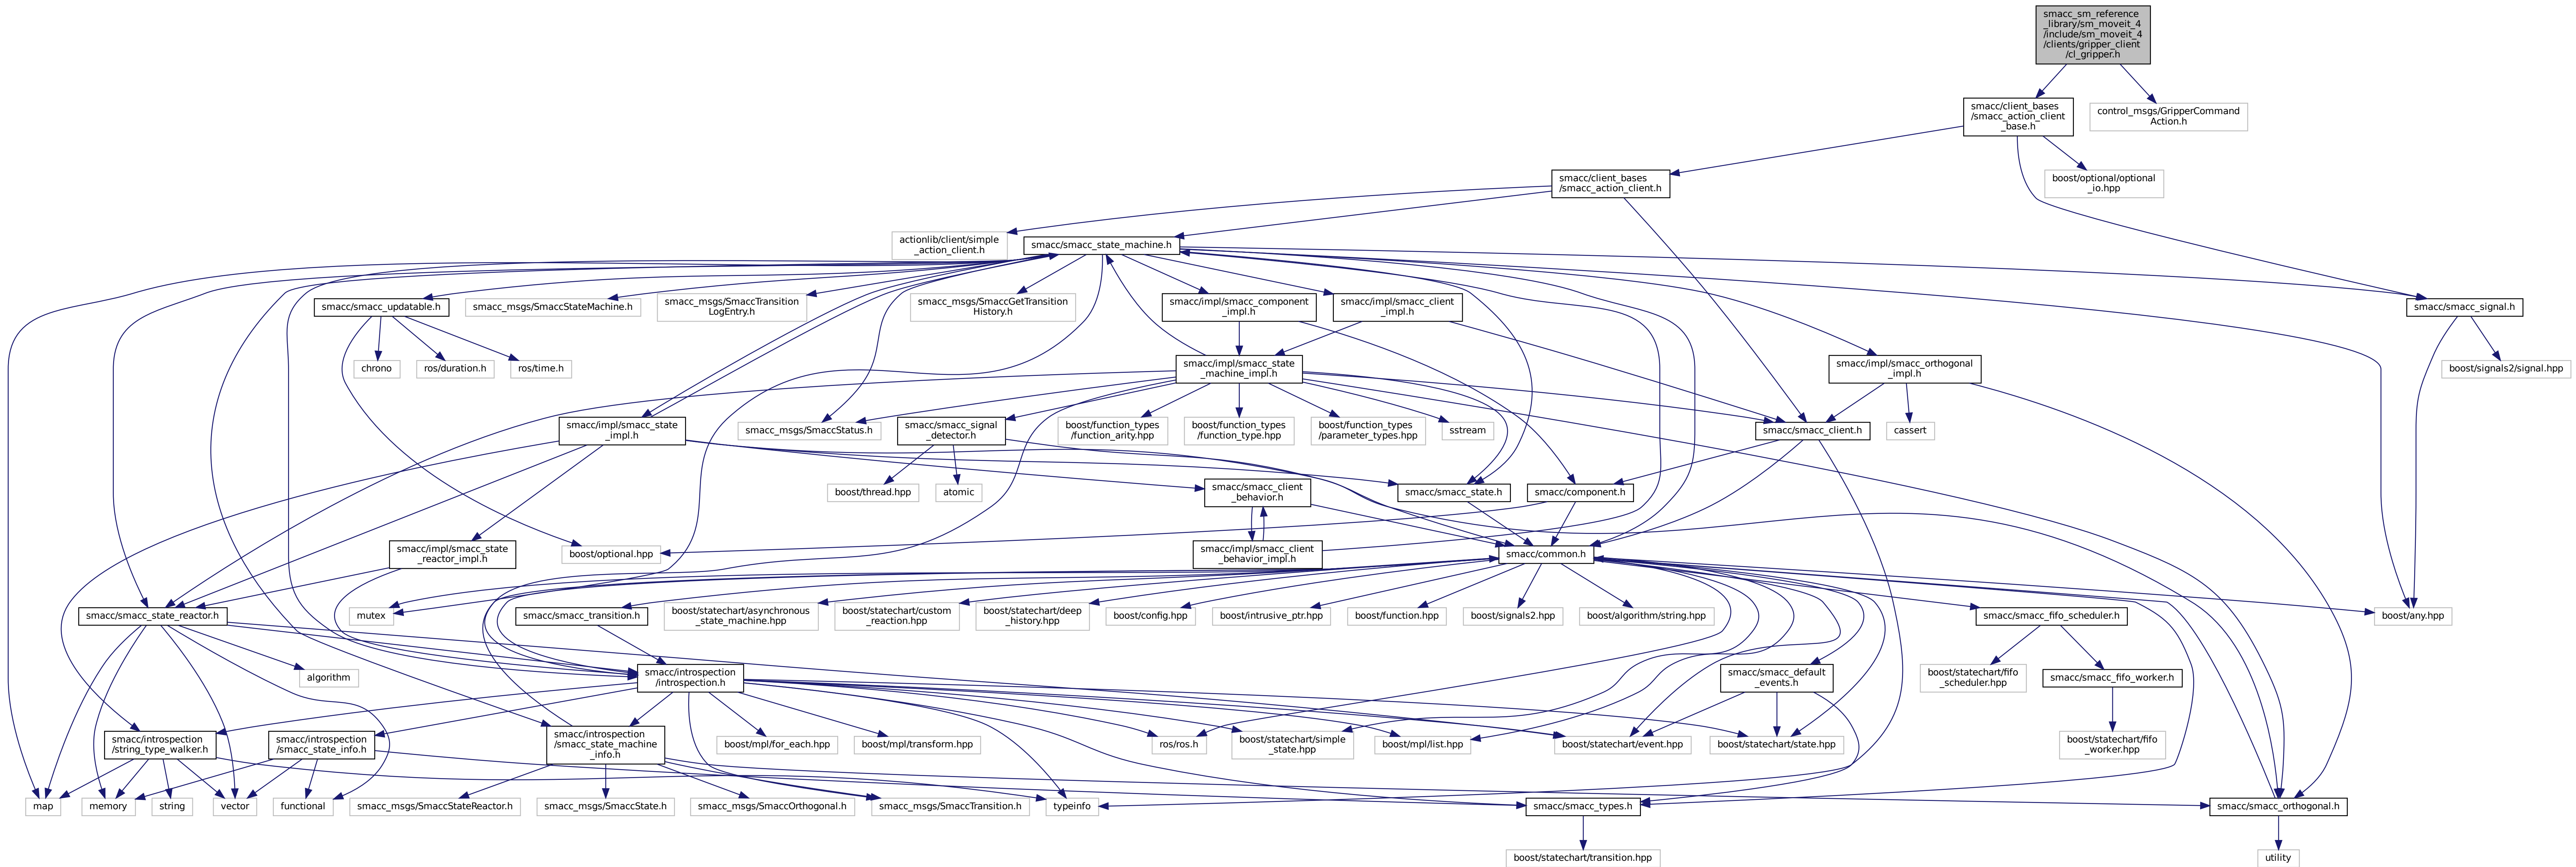 smacc_sm_reference
_library/sm_moveit_4
/include/sm_moveit_4
/clients/gripper_client
/cl_gripper.h
smacc/client_bases
/smacc_action_client
_base.h
control_msgs/GripperCommand
Action.h
smacc/client_bases
/smacc_action_client.h
boost/optional/optional
_io.hpp
actionlib/client/simple
_action_client.h
smacc/smacc_state_machine.h
smacc/smacc_updatable.h
smacc_msgs/SmaccStateMachine.h
smacc_msgs/SmaccTransition
LogEntry.h
smacc_msgs/SmaccGetTransition
History.h
smacc/impl/smacc_component
_impl.h
smacc/impl/smacc_client
_impl.h
smacc/smacc_signal.h
chrono
ros/duration.h
ros/time.h
smacc/impl/smacc_state
_machine_impl.h
smacc/impl/smacc_orthogonal
_impl.h
boost/signals2/signal.hpp
smacc/impl/smacc_state
_impl.h
smacc_msgs/SmaccStatus.h
smacc/smacc_signal
_detector.h
boost/function_types
/function_arity.hpp
boost/function_types
/function_type.hpp
boost/function_types
/parameter_types.hpp
sstream
smacc/smacc_client.h
cassert
boost/thread.hpp
atomic
smacc/smacc_client
_behavior.h
smacc/smacc_state.h
smacc/component.h
smacc/impl/smacc_state
_reactor_impl.h
boost/optional.hpp
smacc/impl/smacc_client
_behavior_impl.h
smacc/common.h
smacc/smacc_state_reactor.h
mutex
smacc/smacc_transition.h
boost/statechart/asynchronous
_state_machine.hpp
boost/statechart/custom
_reaction.hpp
boost/statechart/deep
_history.hpp
boost/config.hpp
boost/intrusive_ptr.hpp
boost/function.hpp
boost/signals2.hpp
boost/algorithm/string.hpp
smacc/smacc_fifo_scheduler.h
boost/any.hpp
algorithm
smacc/introspection
/introspection.h
smacc/smacc_default
_events.h
boost/statechart/fifo
_scheduler.hpp
smacc/smacc_fifo_worker.h
smacc/introspection
/string_type_walker.h
smacc/introspection
/smacc_state_info.h
smacc/introspection
/smacc_state_machine
_info.h
boost/mpl/for_each.hpp
boost/mpl/transform.hpp
ros/ros.h
boost/statechart/simple
_state.hpp
boost/mpl/list.hpp
boost/statechart/event.hpp
boost/statechart/state.hpp
boost/statechart/fifo
_worker.hpp
map
memory
string
vector
functional
smacc_msgs/SmaccStateReactor.h
smacc_msgs/SmaccState.h
smacc_msgs/SmaccOrthogonal.h
smacc_msgs/SmaccTransition.h
typeinfo
smacc/smacc_types.h
smacc/smacc_orthogonal.h
boost/statechart/transition.hpp
utility